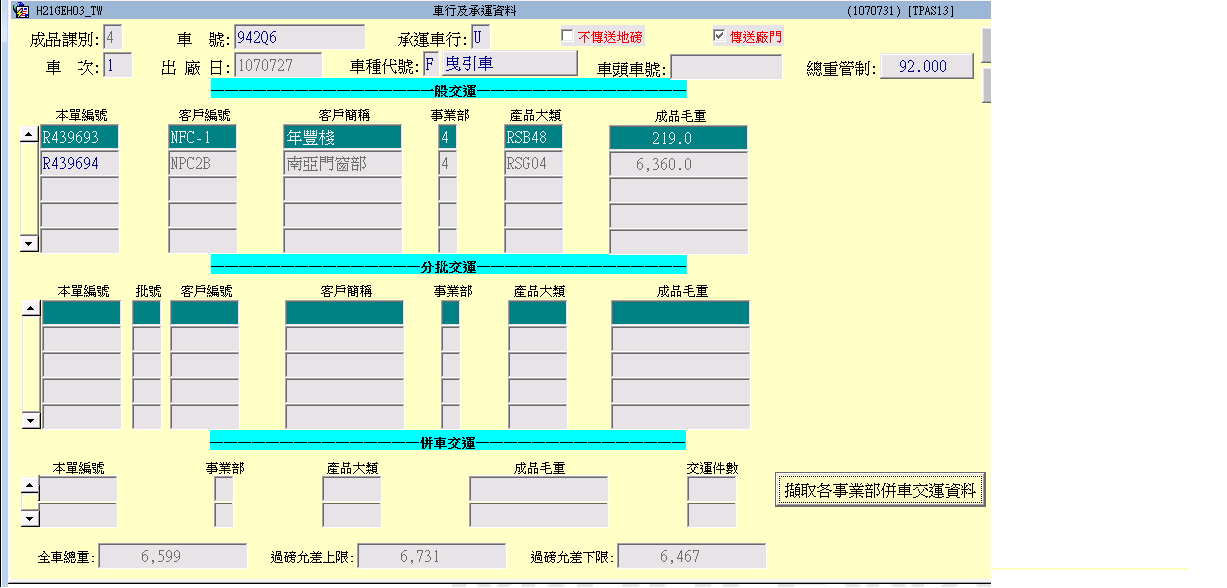 H21GEH03_TW 車行及承運資料 (1070731) [TPAS13]
成品課別: 4 車 號: 942Q6 承運車行: U 不傳送地磅 傳送廠門
車 次: 1 出 廠 日: 1070727 車種代號: F 曳引車 車頭車號: 總重管制: 92.000
一般交運
本單編號 客戶編號 客戶簡稱 事業部 產品大類 成品毛重
R439693 NFC-1 年豐棧 4 RSB48 219.0
R439694 NPC2B 南亞門窗部 4 RSG04 6,360.0
分批交運
本單編號 批號 客戶編號 客戶簡稱 事業部 產品大類 成品毛重
併車交運
本單編號 事業部 產品大類 成品毛重 交運件數
擷取各事業部併車交運資料
全車總重: 6,599 過磅允差上限: 6,731 過磅允差下限: 6,467